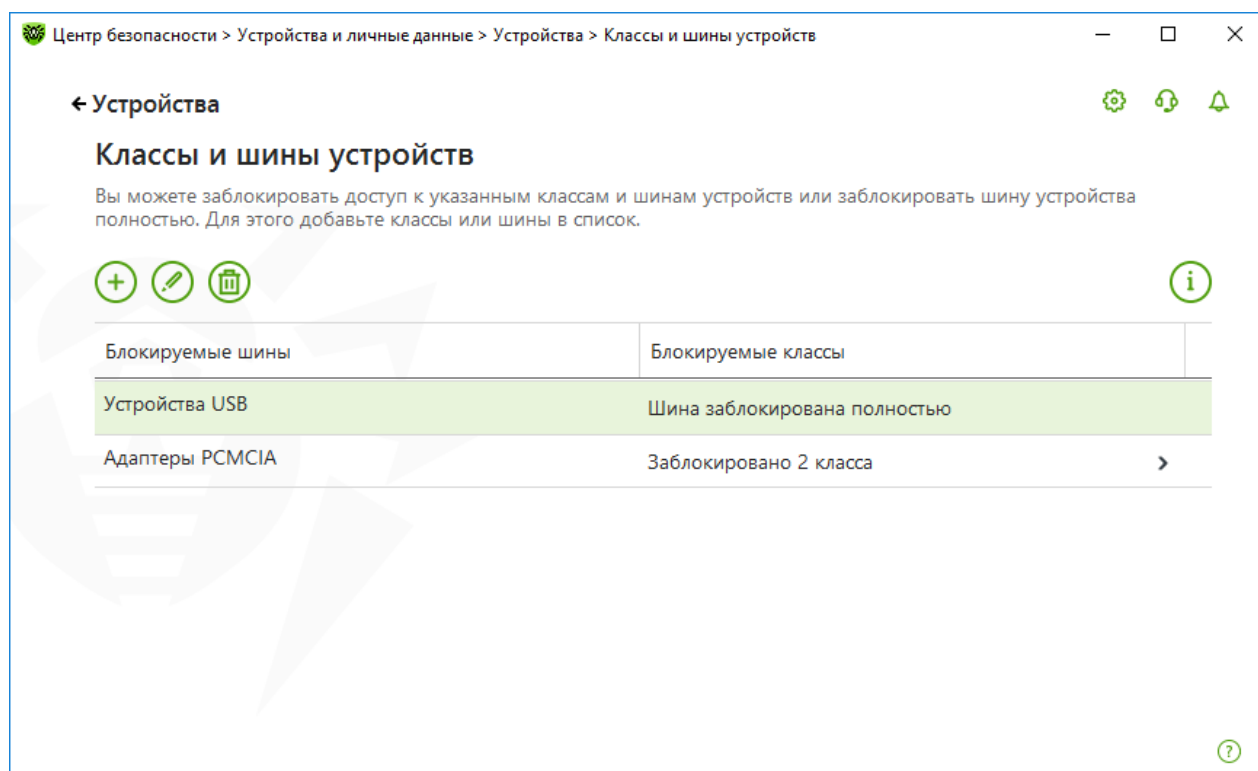 Центр безопасности > Устройства и личные данные > Устройства > Классы и шины устройств
Устройства
Классы и шины устройств
Вы можете заблокировать доступ к указанным классам и шинам устройств или заблокировать шину устройства
полностью. Для этого добавьте классы или шины в список.
Блокируемые шины Блокируемые классы
Устройства USB Шина заблокирована полностью
Адаптеры PCMCIA Заблокировано 2 класса